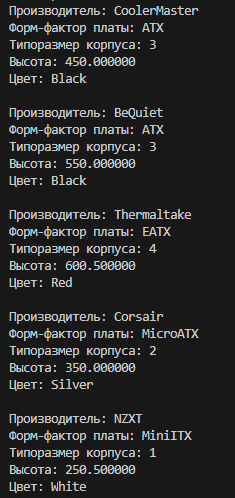 Производитель: CoolerMaster
Форм-фактор платы: ATX
Типоразмер корпуса: 3
Высота: 450.000000
Цвет: Black

Производитель: BeQuiet
Форм-фактор платы: ATX
Типоразмер корпуса: 3
Высота: 550.000000
Цвет: Black

Производитель: Thermaltake
Форм-фактор платы: EATX
Типоразмер корпуса: 4
Высота: 600.500000
Цвет: Red

Производитель: Corsair
Форм-фактор платы: MicroATX
Типоразмер корпуса: 2
Высота: 350.000000
Цвет: Silver

Производитель: NZXT
Форм-фактор платы: MiniITX
Типоразмер корпуса: 1
Высота: 250.500000
Цвет: White